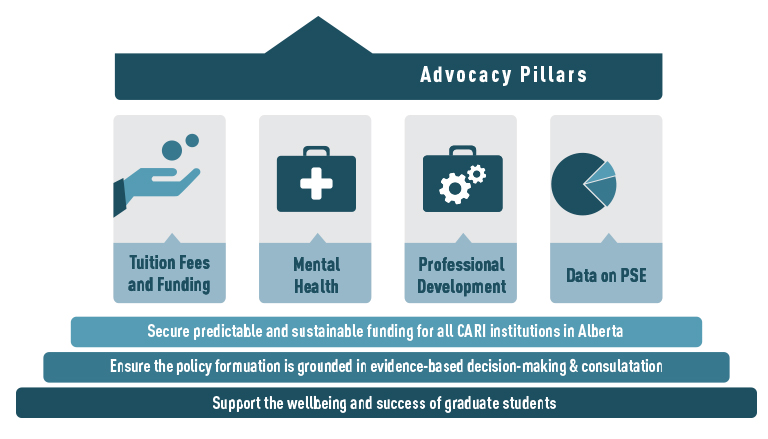 Advocacy Pillars
Tuition Fees
and Funding
Mental
Health
Professional
Development
Data on PSE
Secure predictable and sustainable funding for all CARI institutions in Alberta
Ensure the policy formuation is grounded in evidence-based decision-making & consulatation
Support the wellbeing and success of graduate students